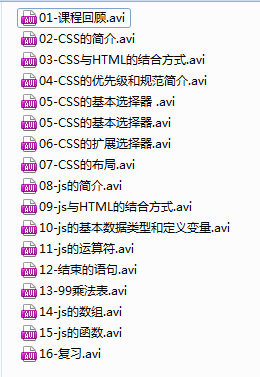 01-课程回顾.avi
02-CSS的简介.avi
03-CSS与HTML的结合方式.avi
04-CSS的优先级和规范简介.avi
05-CSS的基本选择器 .avi
05-CSS的基本选择器.avi
06-CSS的扩展选择器.avi
07-CSS的布局.avi
08-js的简介.avi
09-js与HTML的结合方式.avi
10-js的基本数据类型和定义变量.avi
11-js的运算符.avi
12-结束的语句.avi
13-99乘法表.avi
14-js的数组.avi
15-js的函数.avi
16-复习.avi